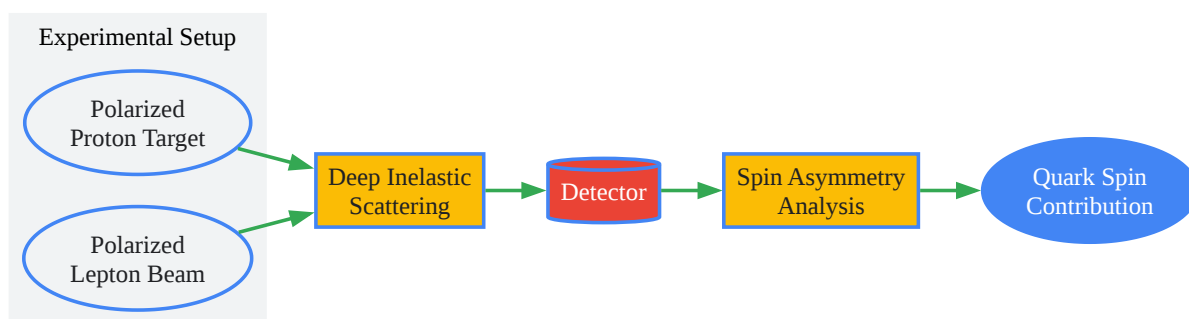 Experimental Setup
Polarized
Proton Target
Polarized
Lepton Beam
Deep Inelastic
Scattering
Detector
Spin Asymmetry
Analysis
Quark Spin
Contribution